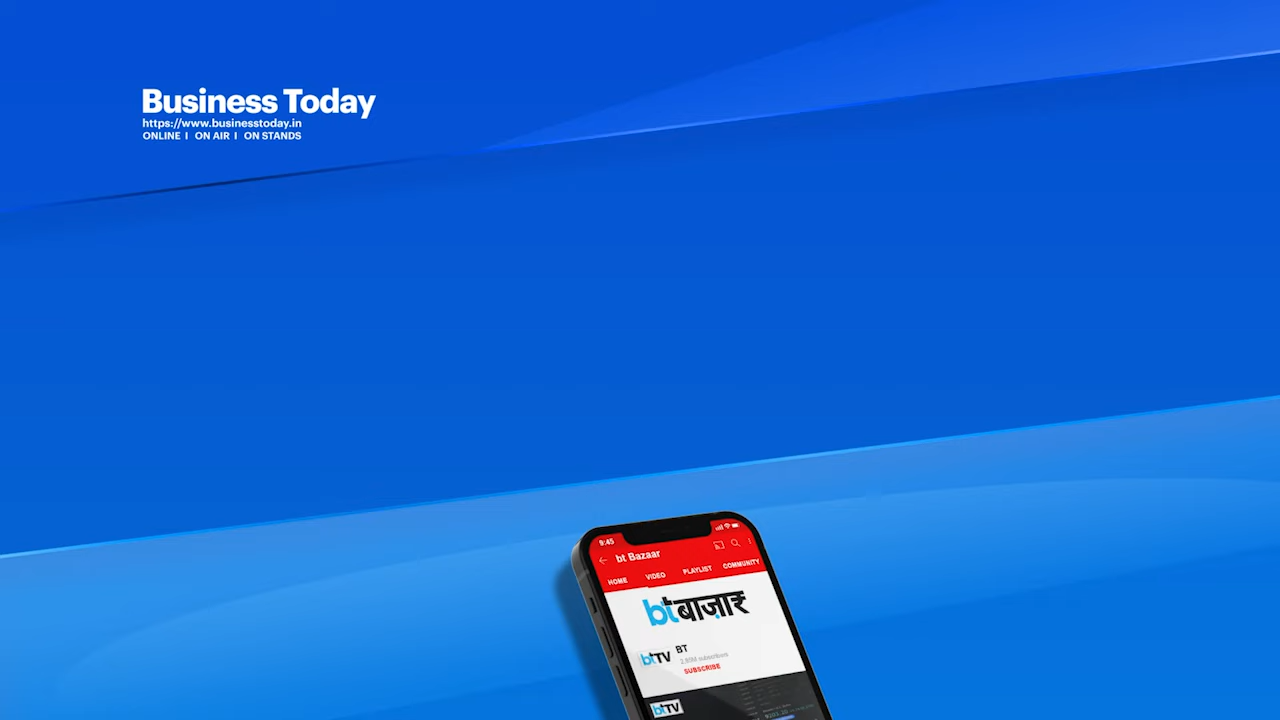 Business Today
https://www.businesstoday.in
ONLINE I ON AIR I ON STANDS
9:45
bt Bazaar
HOME VIDEO PLAYLIST COMMUNITY
btबाज़ार
btTV BT
SUBSCRIBE
btTV